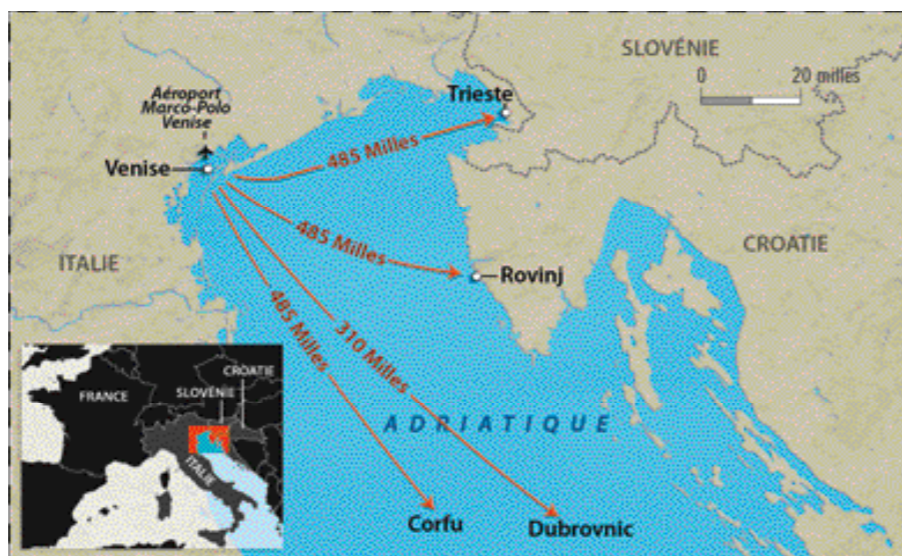 SLOVÉNIE
0 20 milles
Trieste
Aéroport
Marco-Polo
Venise
Venise
485 Milles
485 Milles
CROATIE
ITALIE
Rovinj
485 Milles
310 Milles
ADRIATIQUE
Corfu
Dubrovnic
FRANCE
SLOVÉNIE
CROATIE
ITALIE